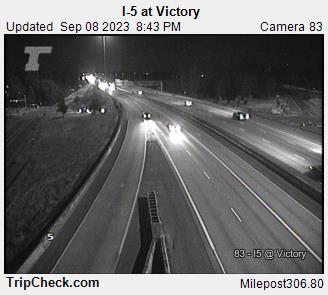 I-5 at Victory
Updated Sep 08 2023 8:43 PM Camera 83
T
5
83 - I5 @ Victory
TripCheck.com Milepost306.80